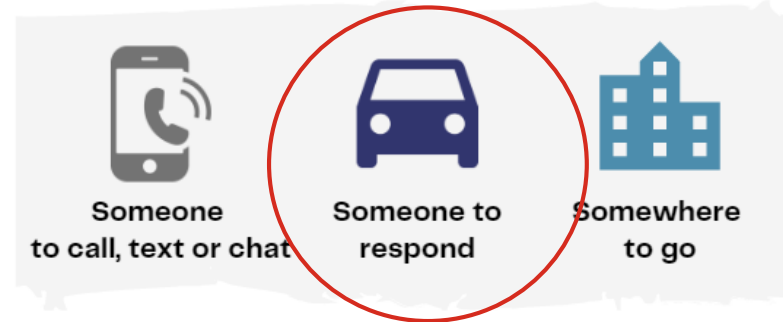 Someone
to call, text or chat
Someone to
respond
Somewhere
to go